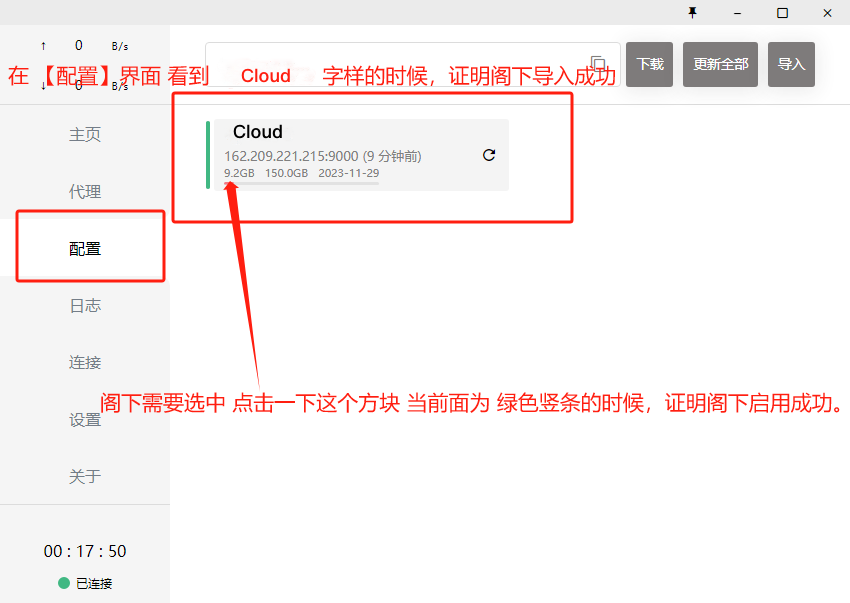 ↑ 0 B/s
↓ 0 B/s
下载 更新全部 导入
在 【配置】界面 看到 Cloud 字样的时候，证明阁下导入成功
主页
代理
配置
日志
连接
设置
关于
Cloud
162.209.221.215:9000 (9 分钟前)
9.2GB 150.0GB 2023-11-29
阁下需要选中 点击一下这个方块 当前面为 绿色竖条的时候，证明阁下启用成功。
00 : 17 : 50
已连接